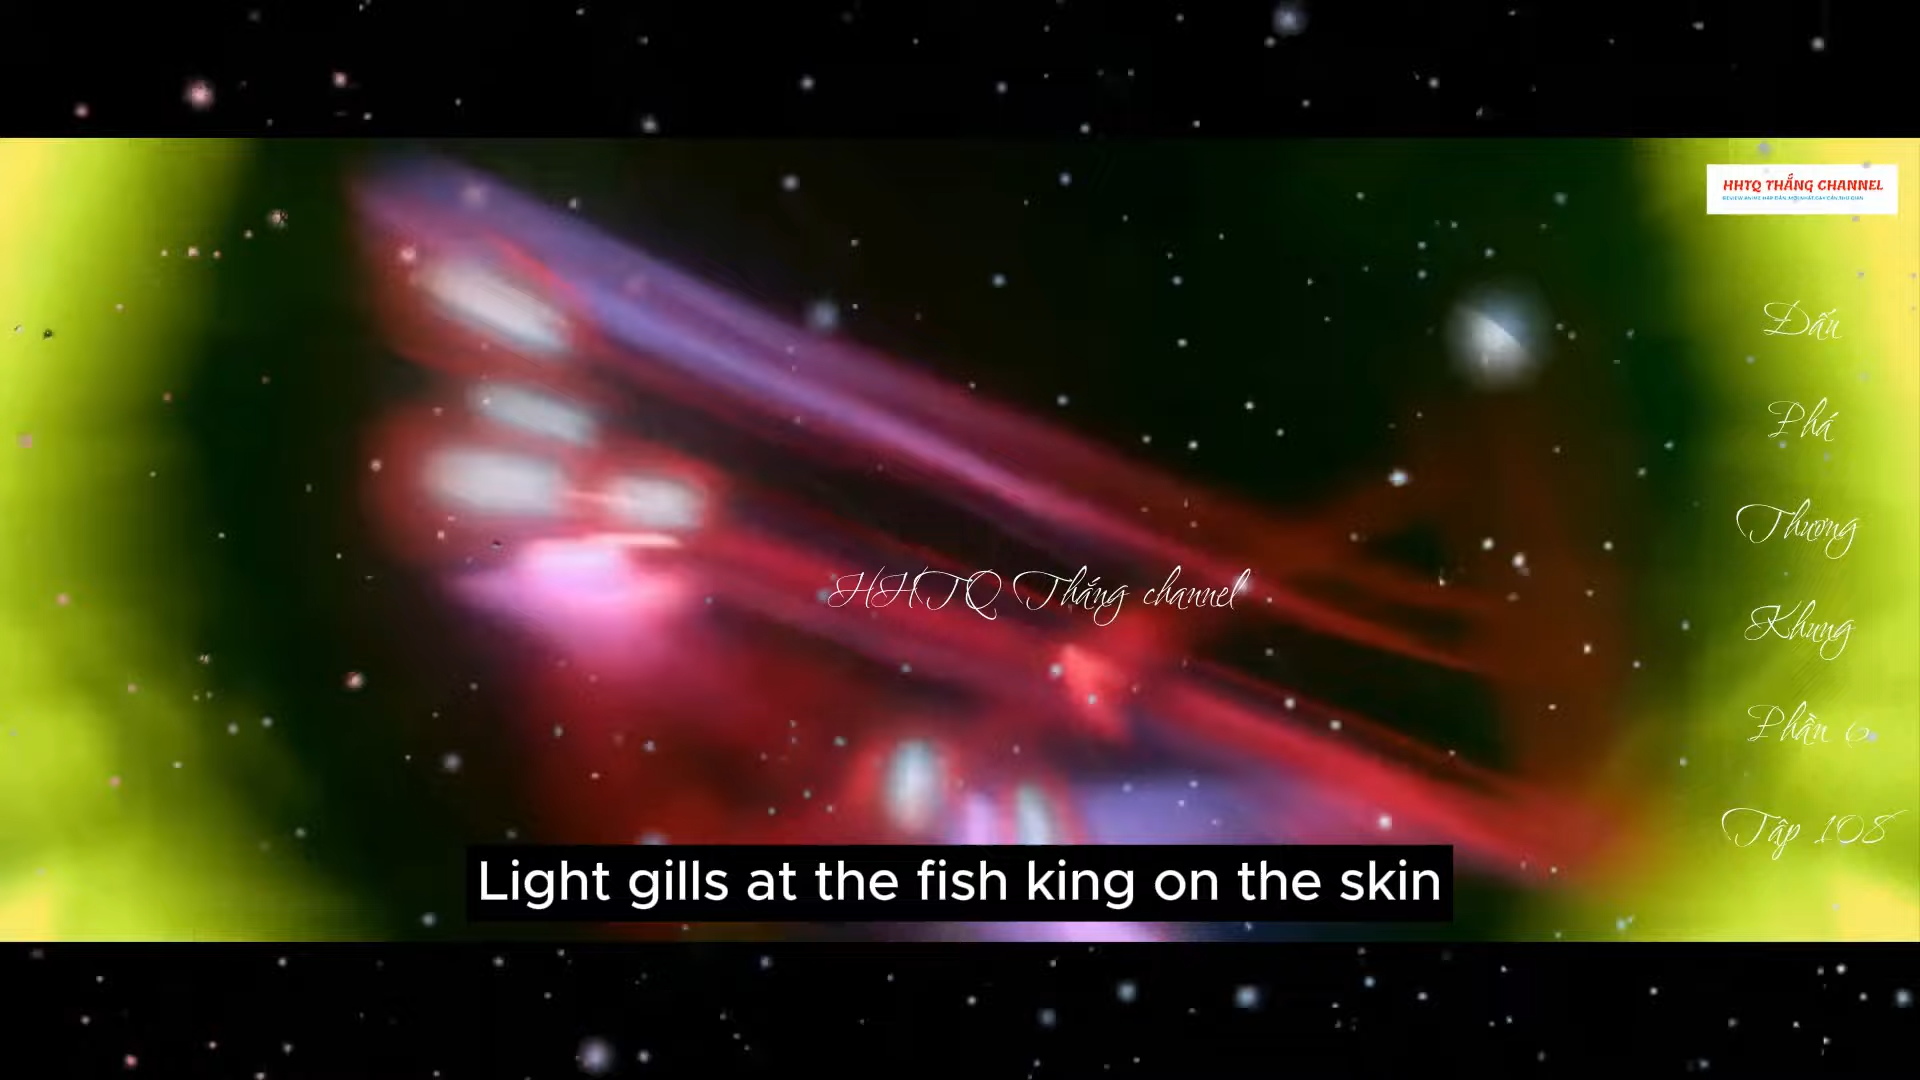 HHTQ THẮNG CHANNEL
Đấu
Phá
Thương
Khung
Phần 6
Tập 108
HHTQ Thắng channel
Light gills at the fish king on the skin